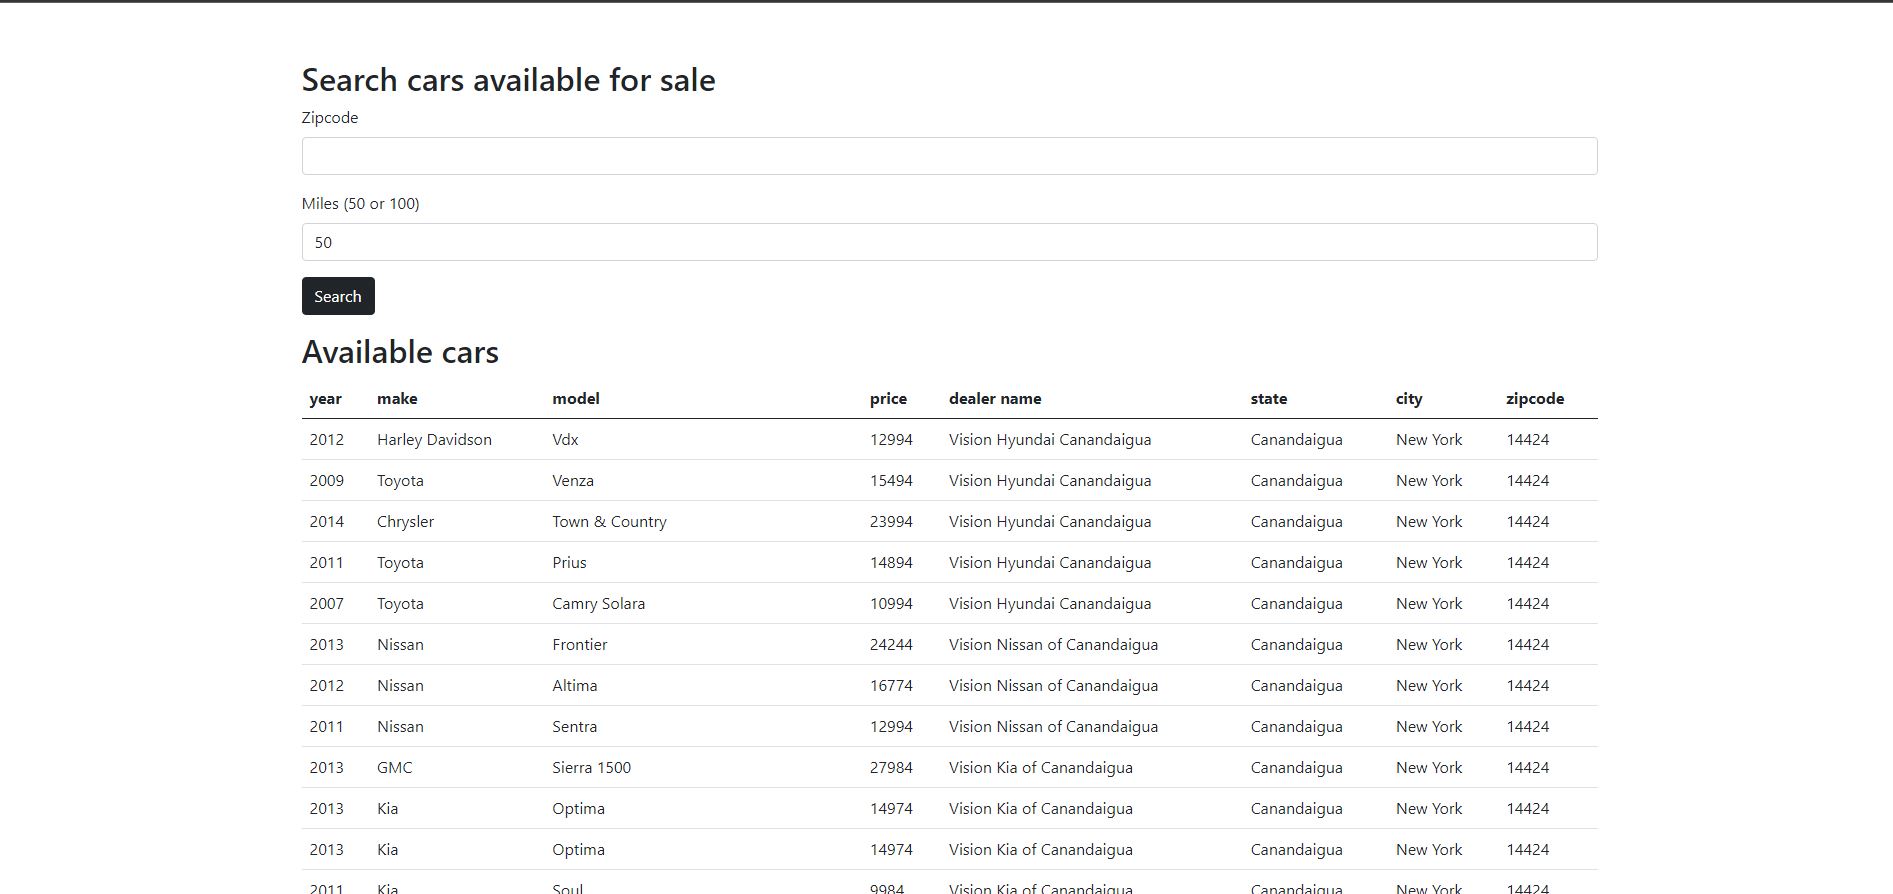 Search cars available for sale
Zipcode
Miles (50 or 100)
50
Search
Available cars
year make model price dealer name state city zipcode
2012 Harley Davidson Vdx 12994 Vision Hyundai Canandaigua Canandaigua New York 14424
2009 Toyota Venza 15494 Vision Hyundai Canandaigua Canandaigua New York 14424
2014 Chrysler Town & Country 23994 Vision Hyundai Canandaigua Canandaigua New York 14424
2011 Toyota Prius 14894 Vision Hyundai Canandaigua Canandaigua New York 14424
2007 Toyota Camry Solara 10994 Vision Hyundai Canandaigua Canandaigua New York 14424
2013 Nissan Frontier 24244 Vision Nissan of Canandaigua Canandaigua New York 14424
2012 Nissan Altima 16774 Vision Nissan of Canandaigua Canandaigua New York 14424
2011 Nissan Sentra 12994 Vision Nissan of Canandaigua Canandaigua New York 14424
2013 GMC Sierra 1500 27984 Vision Kia of Canandaigua Canandaigua New York 14424
2013 Kia Optima 14974 Vision Kia of Canandaigua Canandaigua New York 14424
2013 Kia Optima 14974 Vision Kia of Canandaigua Canandaigua New York 14424
2011 Kia Soul 9984 Vision Kia of Canandaigua Canandaigua New York 14424